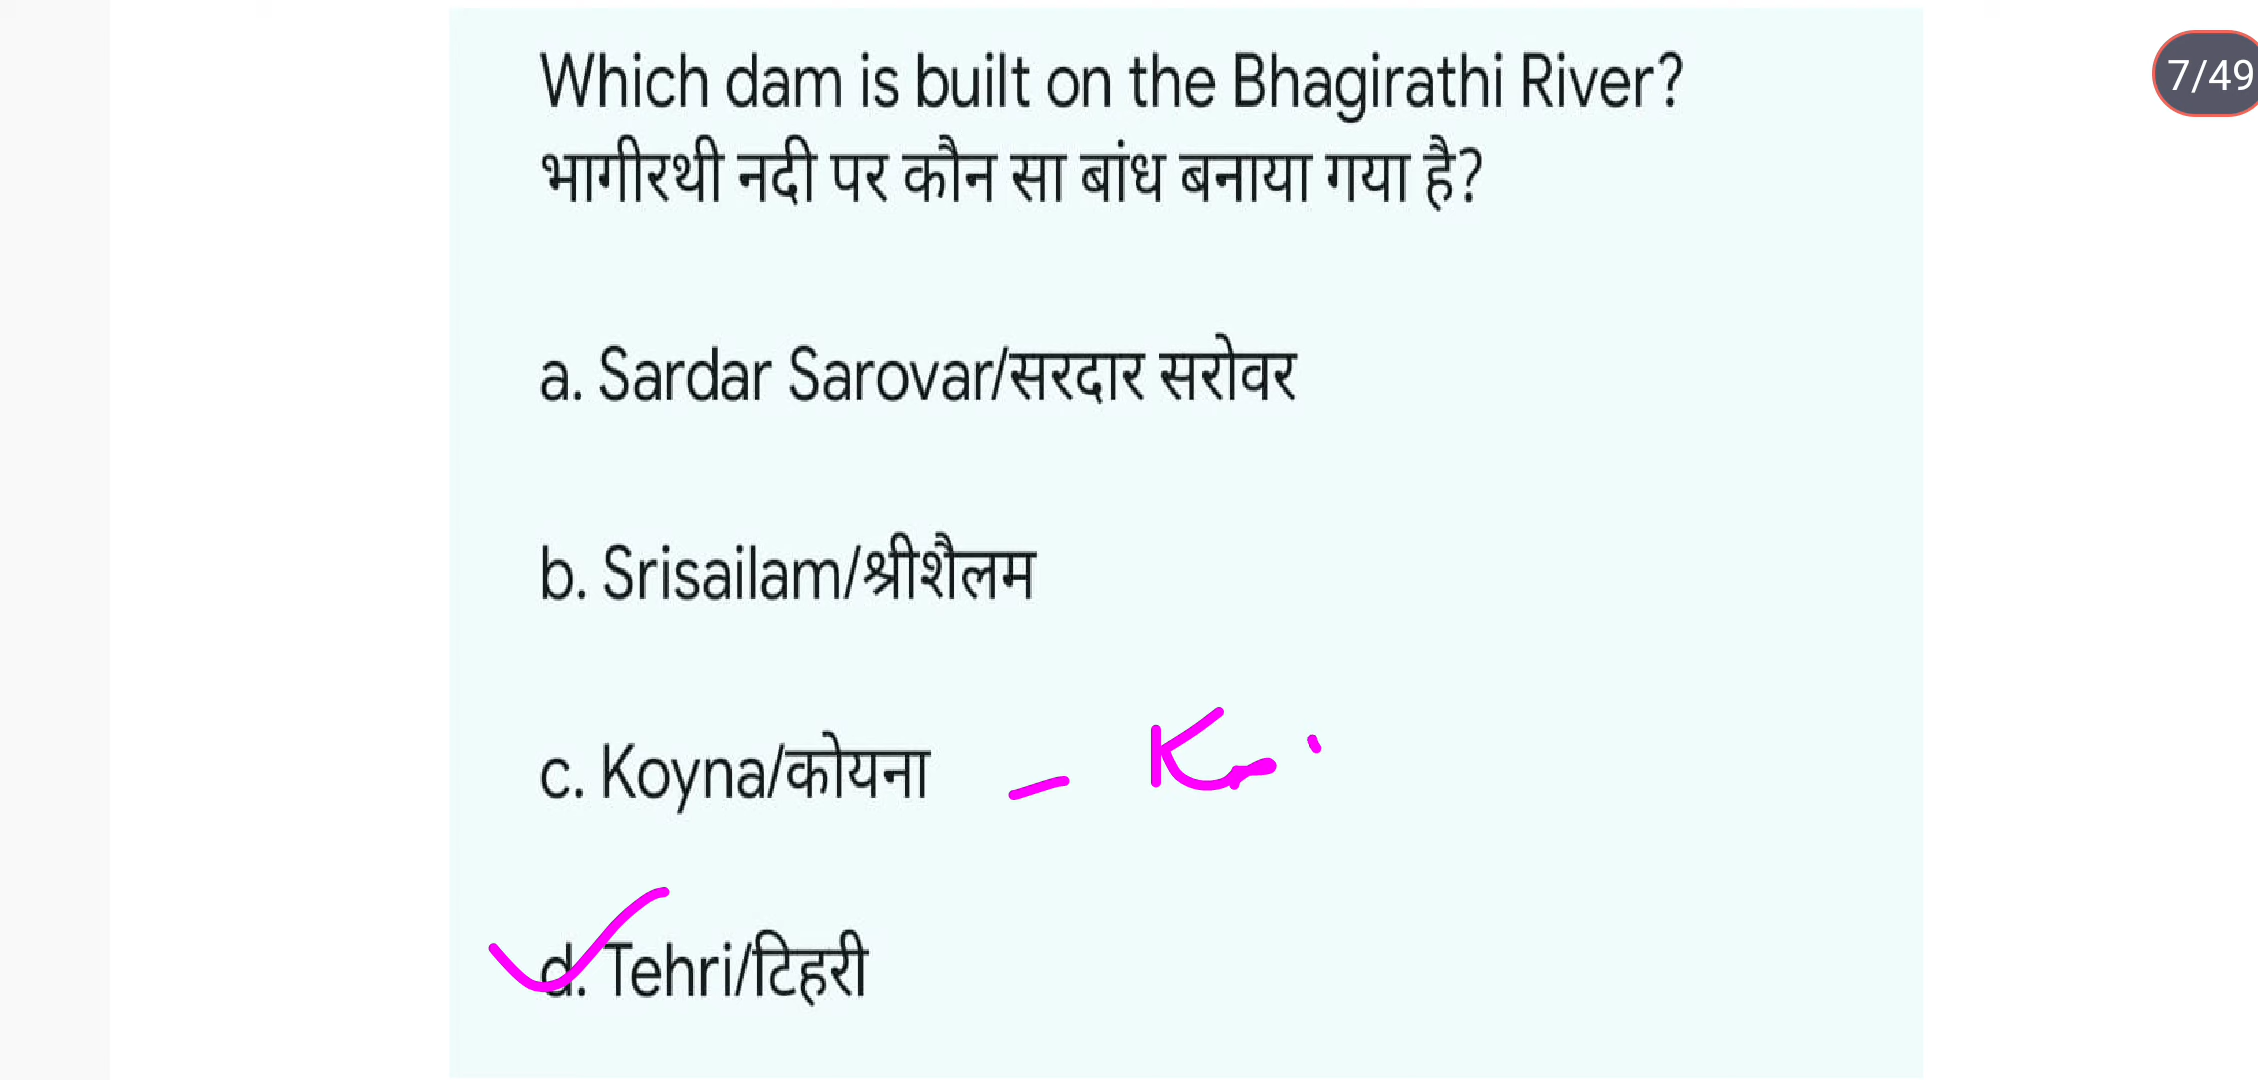 7/49
Which dam is built on the Bhagirathi River?
भागीरथी नदी पर कौन सा बांध बनाया गया है?
a. Sardar Sarovar/सरदार सरोवर
b. Srisailam/श्रीशैलम
c. Koyna/कोयना -
d. Tehri/टिहरी